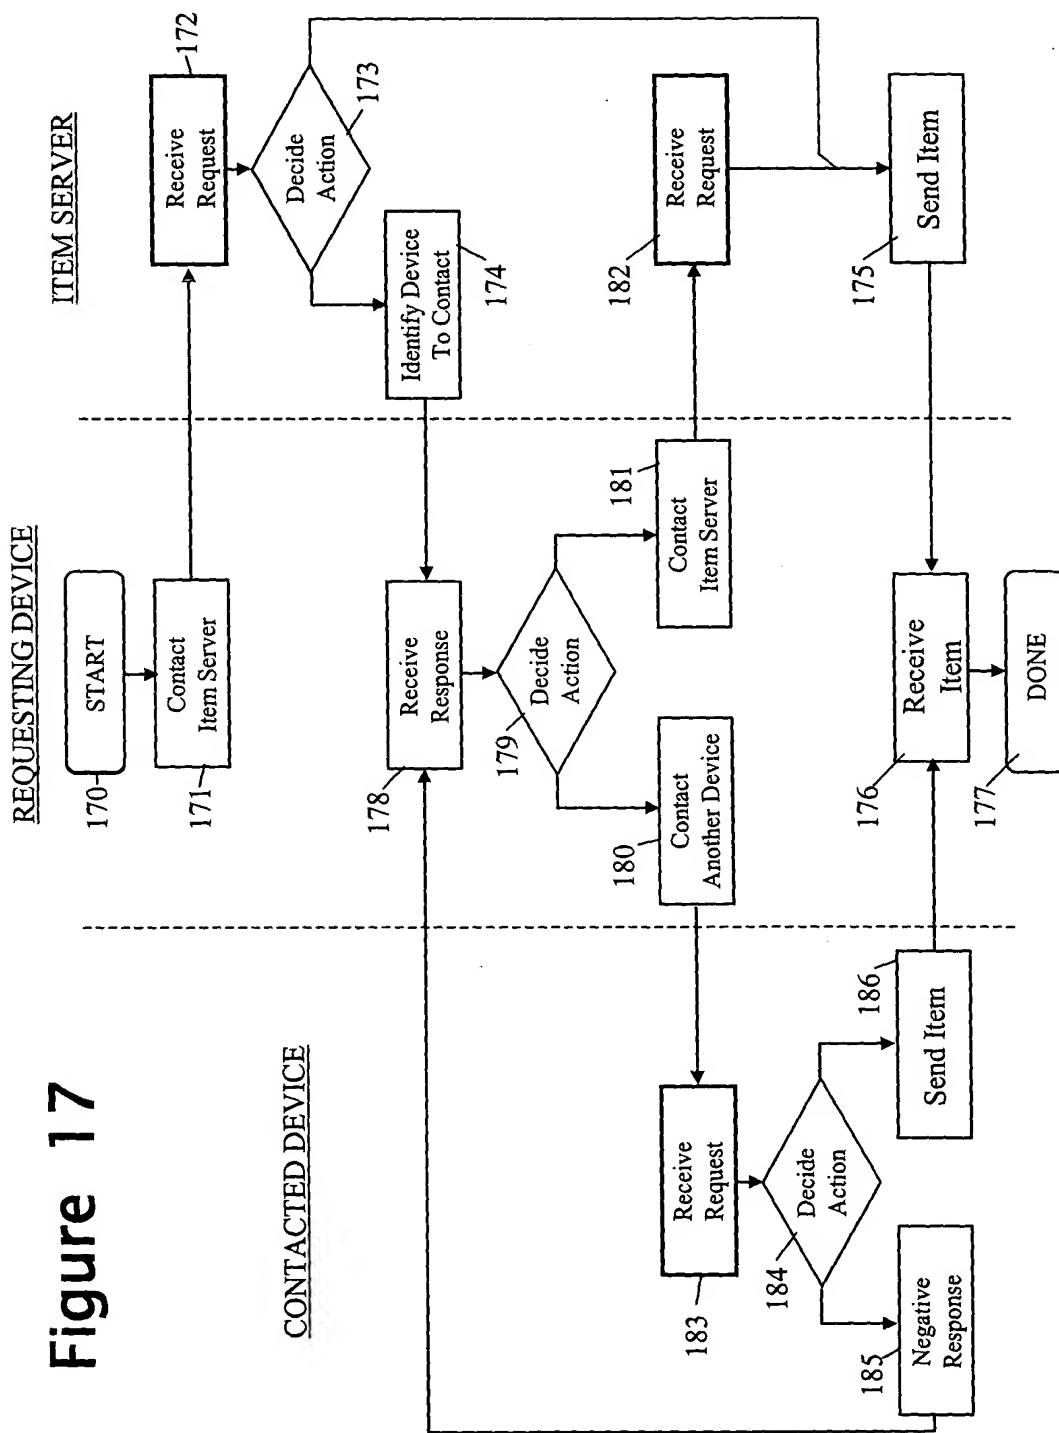 Figure 17
CONTACTED DEVICE
REQUESTING DEVICE
ITEM SERVER
START
170
Contact
Item Server
171
Receive
Request
172
Decide
Action
173
Identify Device
To Contact
174
Receive
Response
178
Decide
Action
179
Contact
Another Device
180
Contact
Item Server
181
Receive
Request
182
Receive
Request
183
Decide
Action
184
Negative
Response
185
Send Item
186
Send Item
175
Receive
Item
176
DONE
177